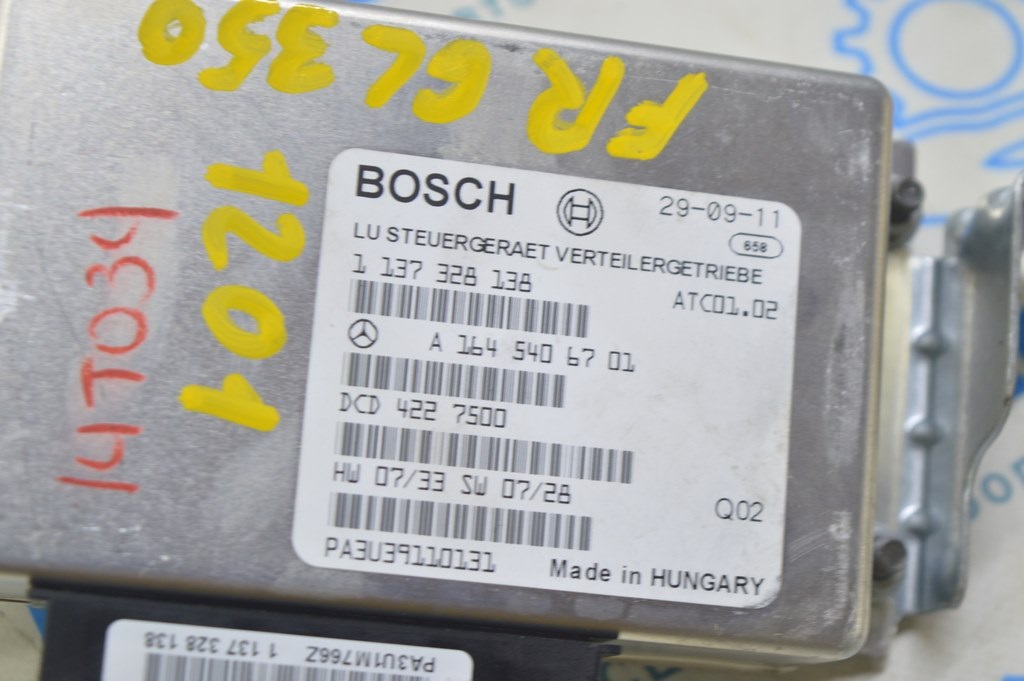 FR GL350
1201
14T034
BOSCH
29-09-11
658
LU STEUERGERAET VERTEILERGETRIEBE
1 137 328 138
ATC01.02
A 164 540 67 01
DCD 422 7500
HW 07/33 SW 07/28
Q02
PA3U39110131
Made in HUNGARY
PA3U1M766Z 1 137 328 138